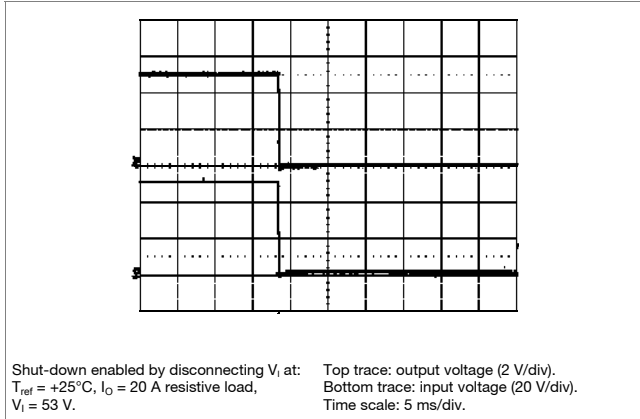 Shut-down enabled by disconnecting VI at:
Tref = +25°C, IO = 20 A resistive load,
VI = 53 V.
Top trace: output voltage (2 V/div).
Bottom trace: input voltage (20 V/div).
Time scale: 5 ms/div.